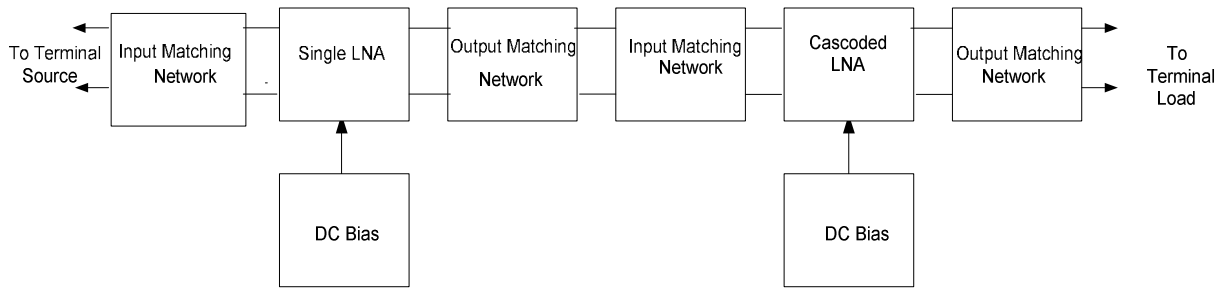 To Terminal
Source
Input Matching
Network
Single LNA
Output Matching
Network
Input Matching
Network
Cascoded
LNA
Output Matching
Network
To
Terminal
Load
DC Bias
DC Bias